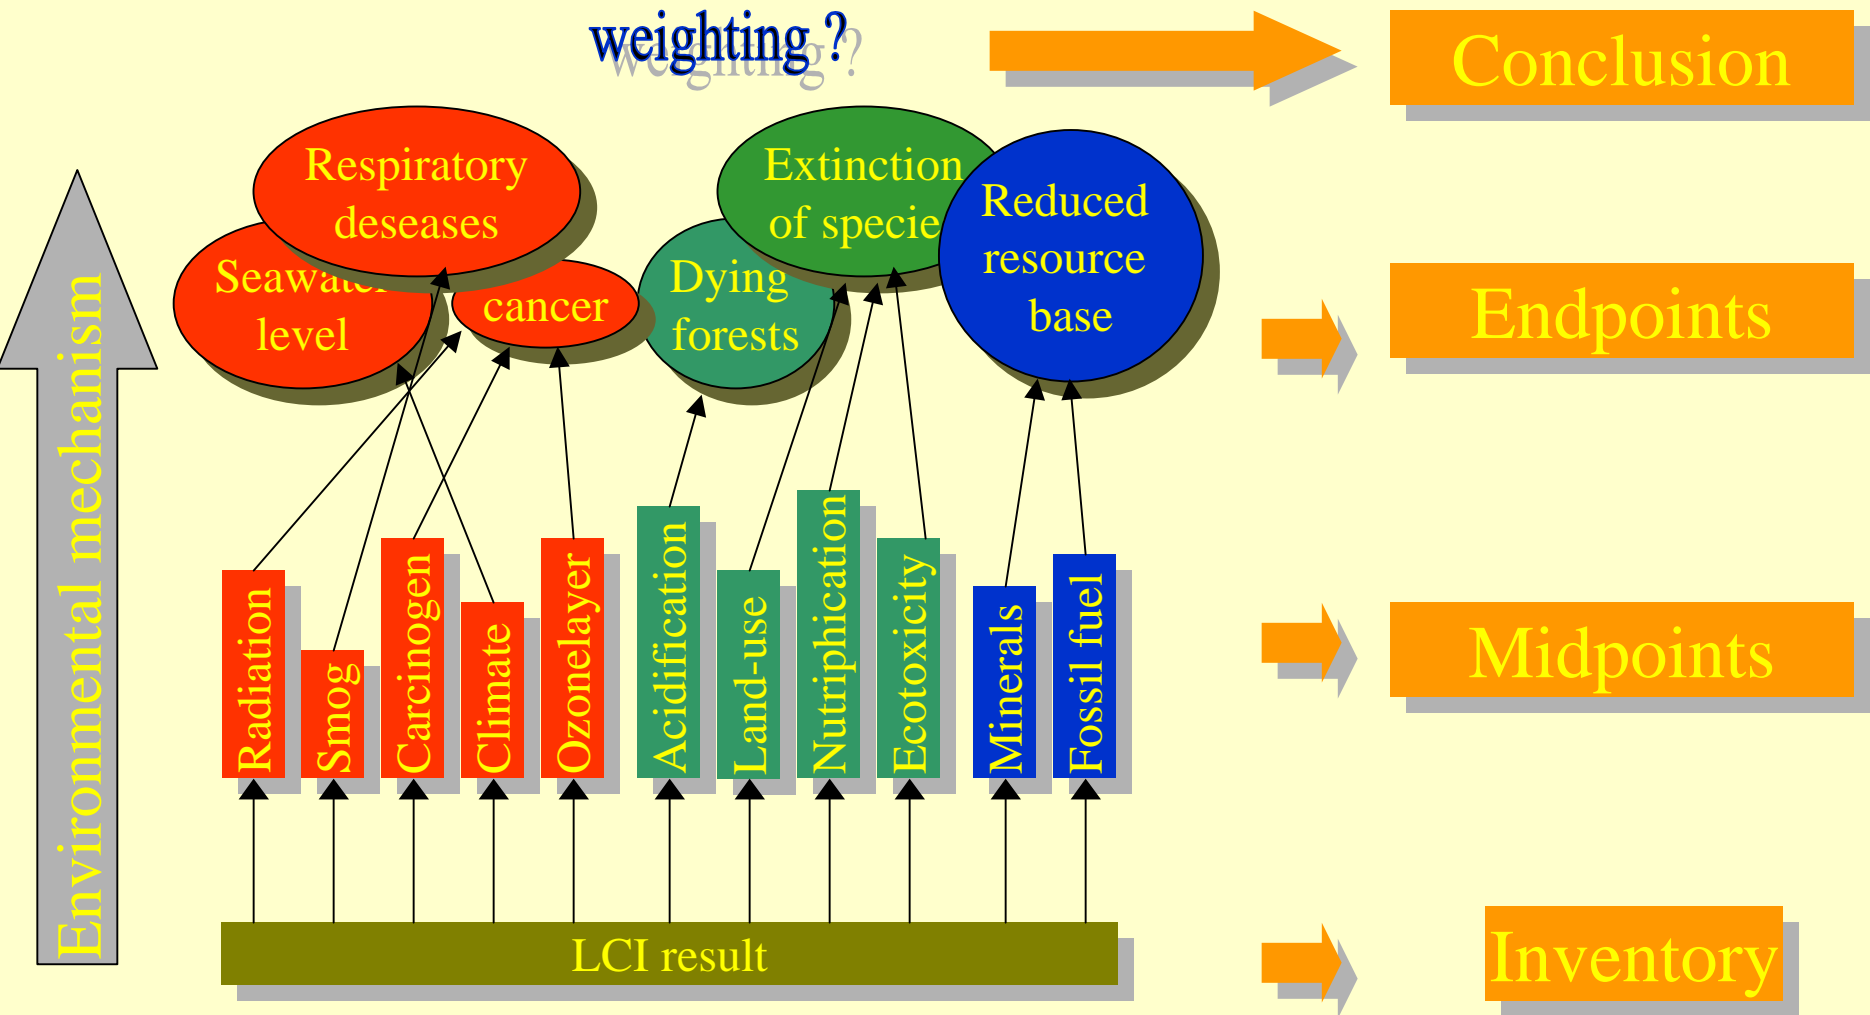 weighting ?
Conclusion
Respiratory
deseases
Extinction
of specie
Reduced
resource
base
Seawater
level
cancer
Dying
forests
Endpoints
Environmental mechanism
Radiation
Smog
Carcinogen
Climate
Ozonelayer
Acidification
Land-use
Nutriphication
Ecotoxicity
Minerals
Fossil fuel
Midpoints
LCI result
Inventory